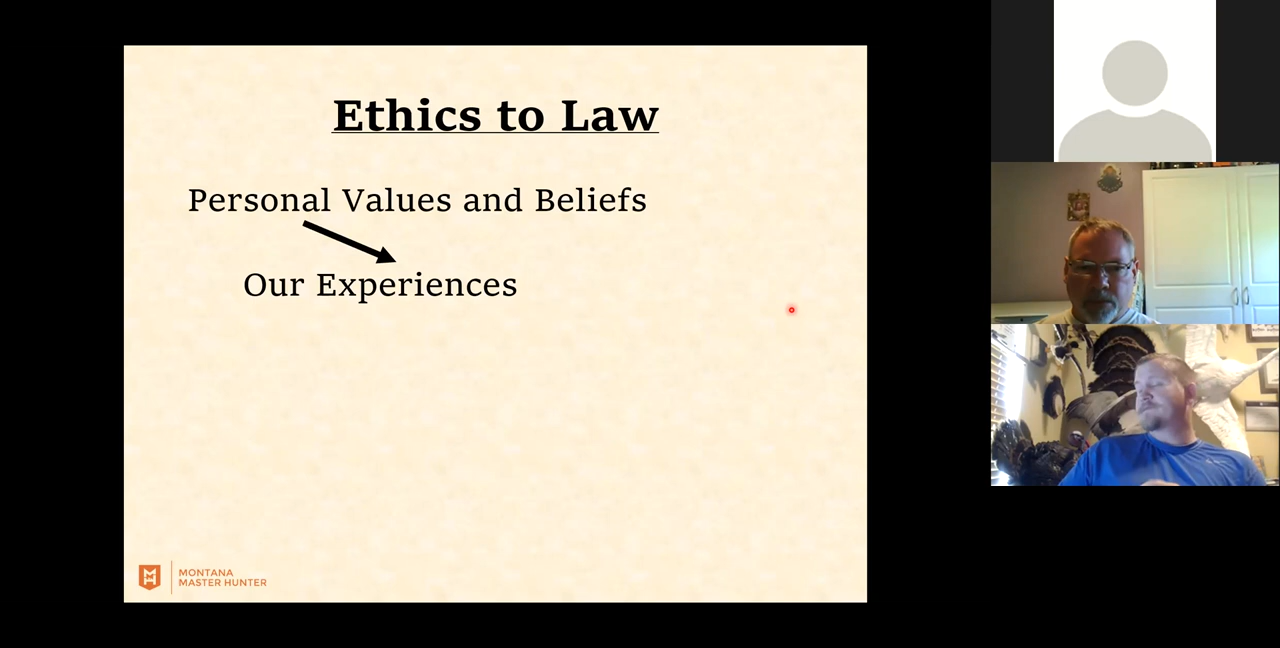 Ethics to Law
Personal Values and Beliefs
Our Experiences
MONTANA
MASTER HUNTER